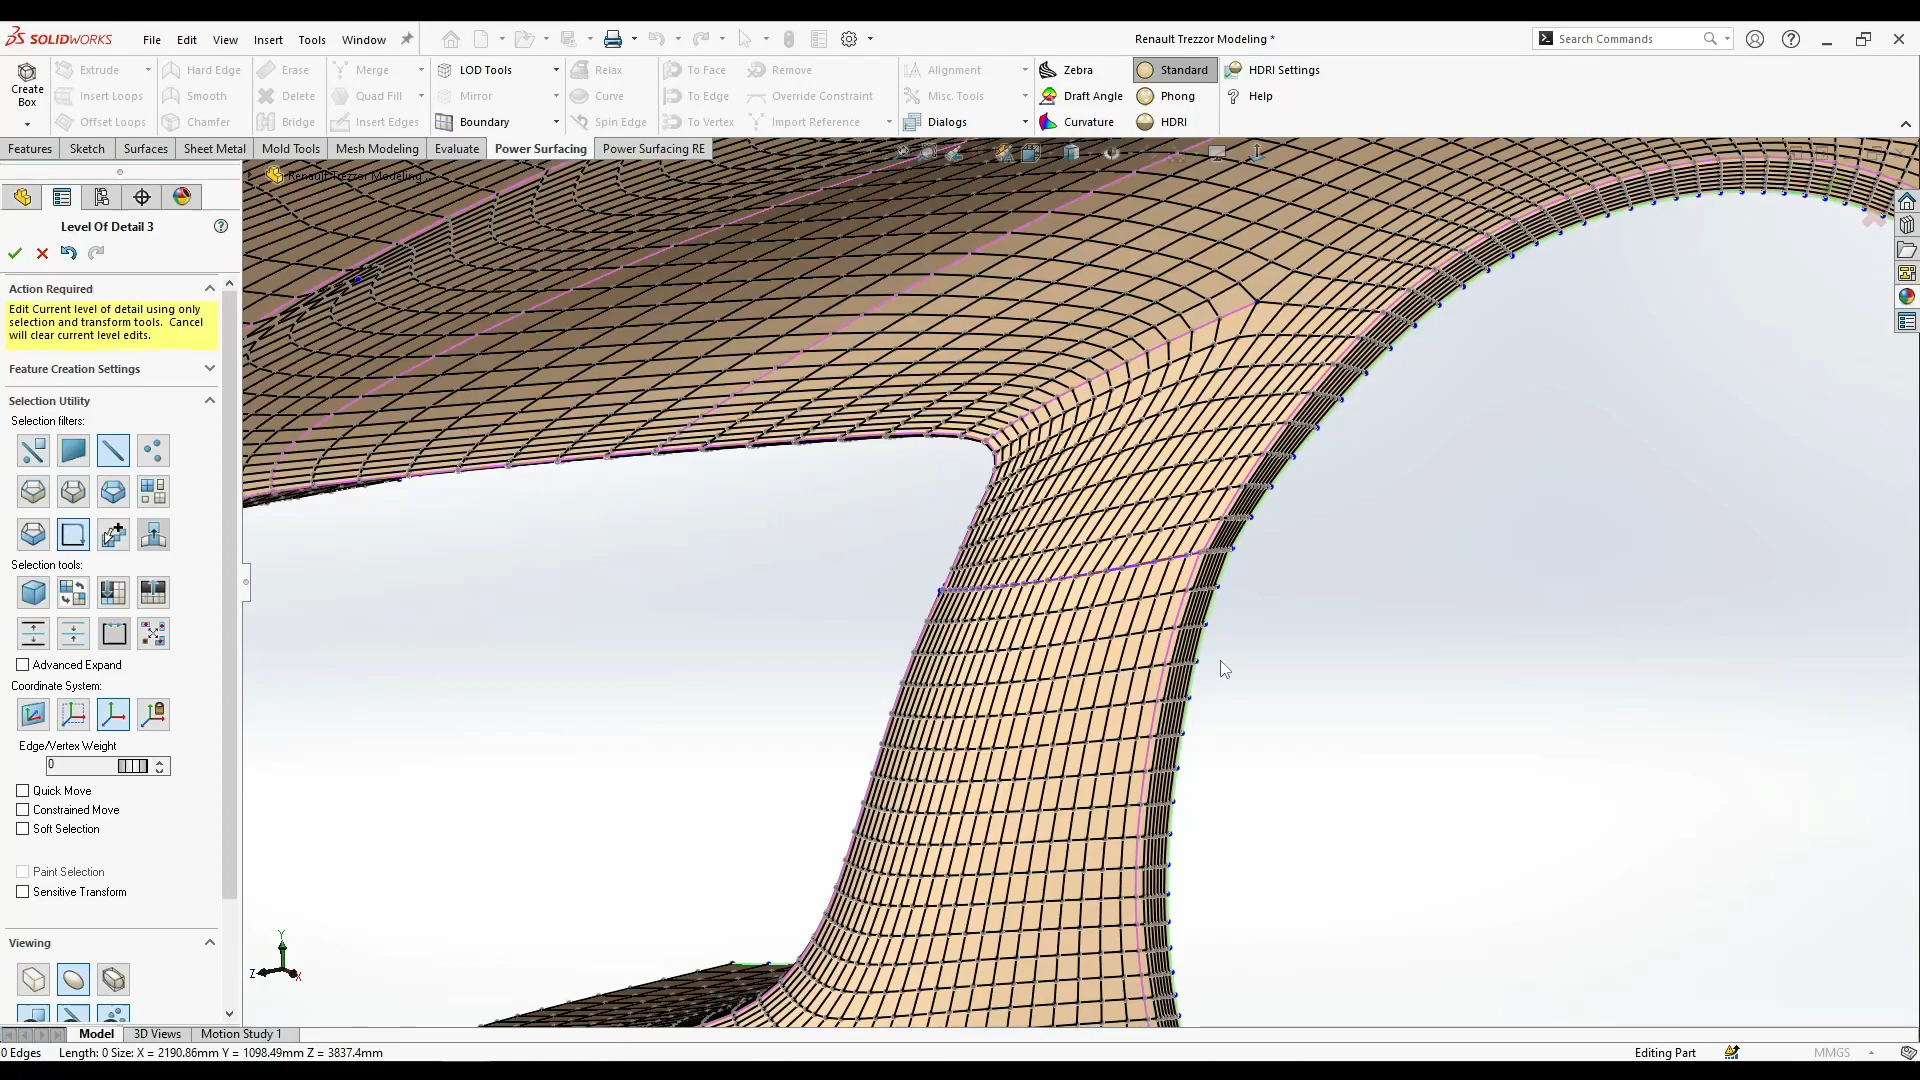 SOLIDWORKS
File Edit View Insert Tools Window
Renault Trezzor Modeling *
Search Commands
Create Box
Extrude
Hard Edge
Erase
Merge
LOD Tools
Relax
To Face
Remove
Alignment
Zebra
Standard
HDRI Settings
Insert Loops
Smooth
Delete
Quad Fill
Mirror
Curve
To Edge
Override Constraint
Misc. Tools
Draft Angle
Phong
Help
Offset Loops
Chamfer
Bridge
Insert Edges
Boundary
Spin Edge
To Vertex
Import Reference
Dialogs
Curvature
HDRI
Features Sketch Surfaces Sheet Metal Mold Tools Mesh Modeling Evaluate Power Surfacing Power Surfacing RE
Renault Trezzor Modeling ...
Level Of Detail 3
Action Required
Edit Current level of detail using only
selection and transform tools. Cancel
will clear current level edits.
Feature Creation Settings
Selection Utility
Selection filters:
Selection tools:
Advanced Expand
Coordinate System:
Edge/Vertex Weight
0
Quick Move
Constrained Move
Soft Selection
Paint Selection
Sensitive Transform
Viewing
Y
Z
X
Model 3D Views Motion Study 1
0 Edges Length: 0 Size: X = 2190.86mm Y = 1098.49mm Z = 3837.4mm
Editing Part
MMGS